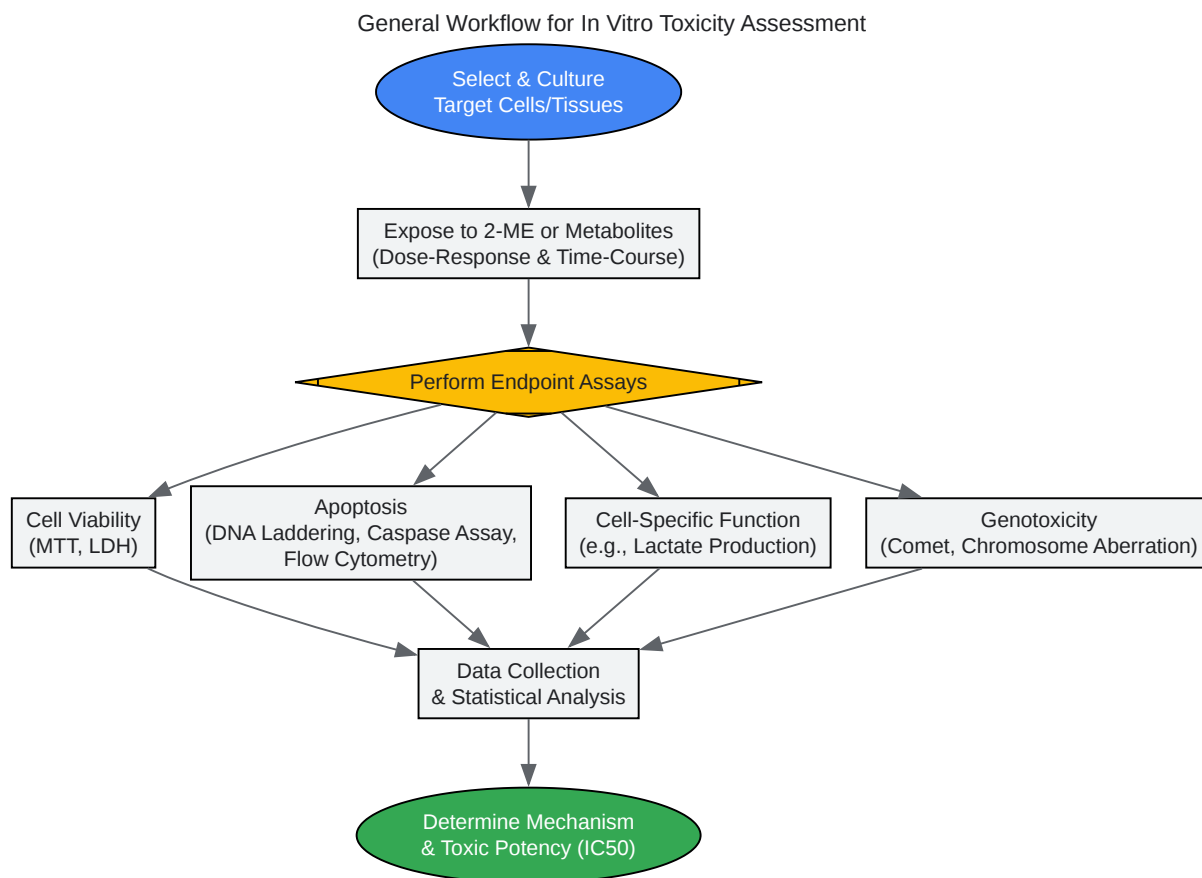 General Workflow for In Vitro Toxicity Assessment
Select & Culture
Target Cells/Tissues
Expose to 2-ME or Metabolites
(Dose-Response & Time-Course)
Perform Endpoint Assays
Cell Viability
(MTT, LDH)
Apoptosis
(DNA Laddering, Caspase Assay,
Flow Cytometry)
Cell-Specific Function
(e.g., Lactate Production)
Genotoxicity
(Comet, Chromosome Aberration)
Data Collection
& Statistical Analysis
Determine Mechanism
& Toxic Potency (IC50)